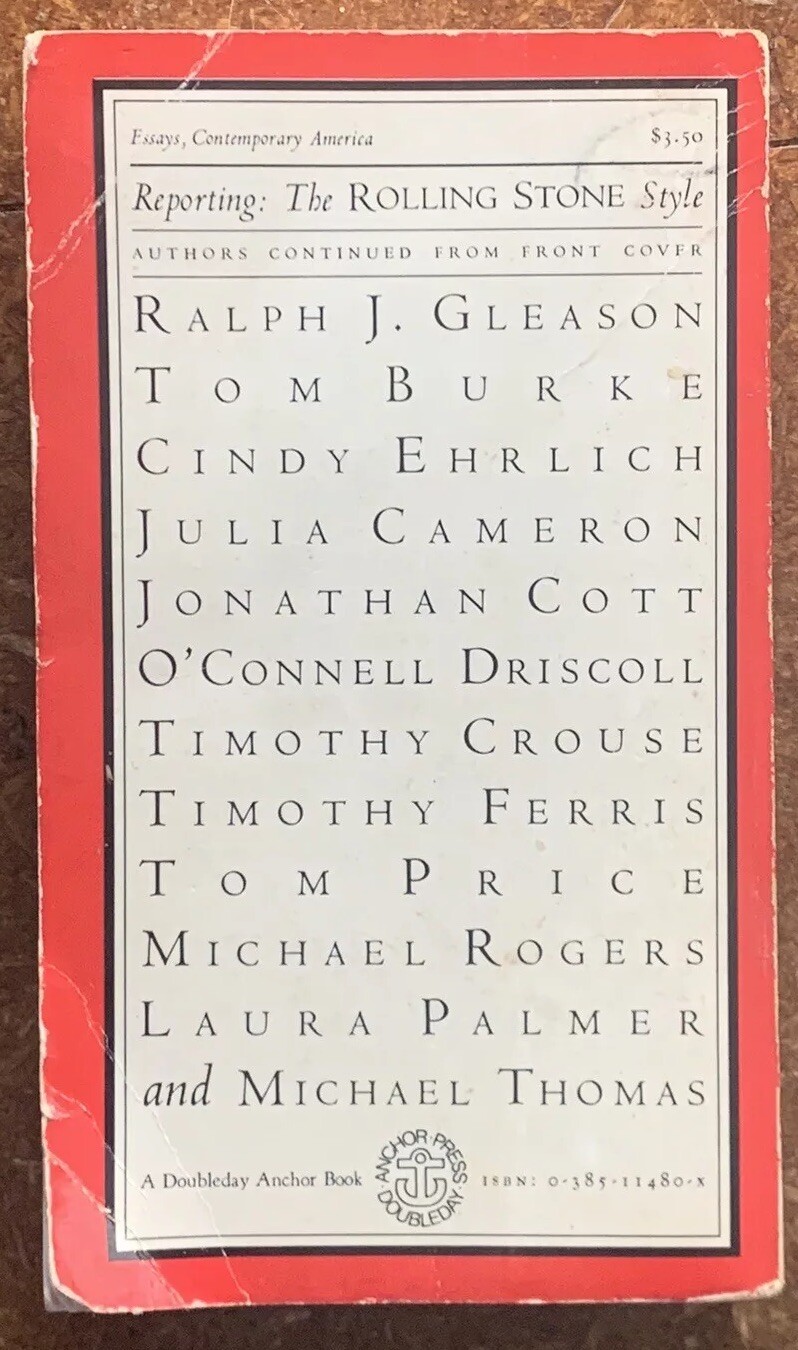 Essays, Contemporary America $3.50
Reporting: The ROLLING STONE Style
AUTHORS CONTINUED FROM FRONT COVER
RALPH J. GLEASON
TOM BURKE
CINDY EHRLICH
JULIA CAMERON
JONATHAN COTT
O'CONNELL DRISCOLL
TIMOTHY CROUSE
TIMOTHY FERRIS
TOM PRICE
MICHAEL ROGERS
LAURA PALMER
and MICHAEL THOMAS
A Doubleday Anchor Book ANCHOR·PRESS·DOUBLEDAY· ISBN: 0-385-11480-X